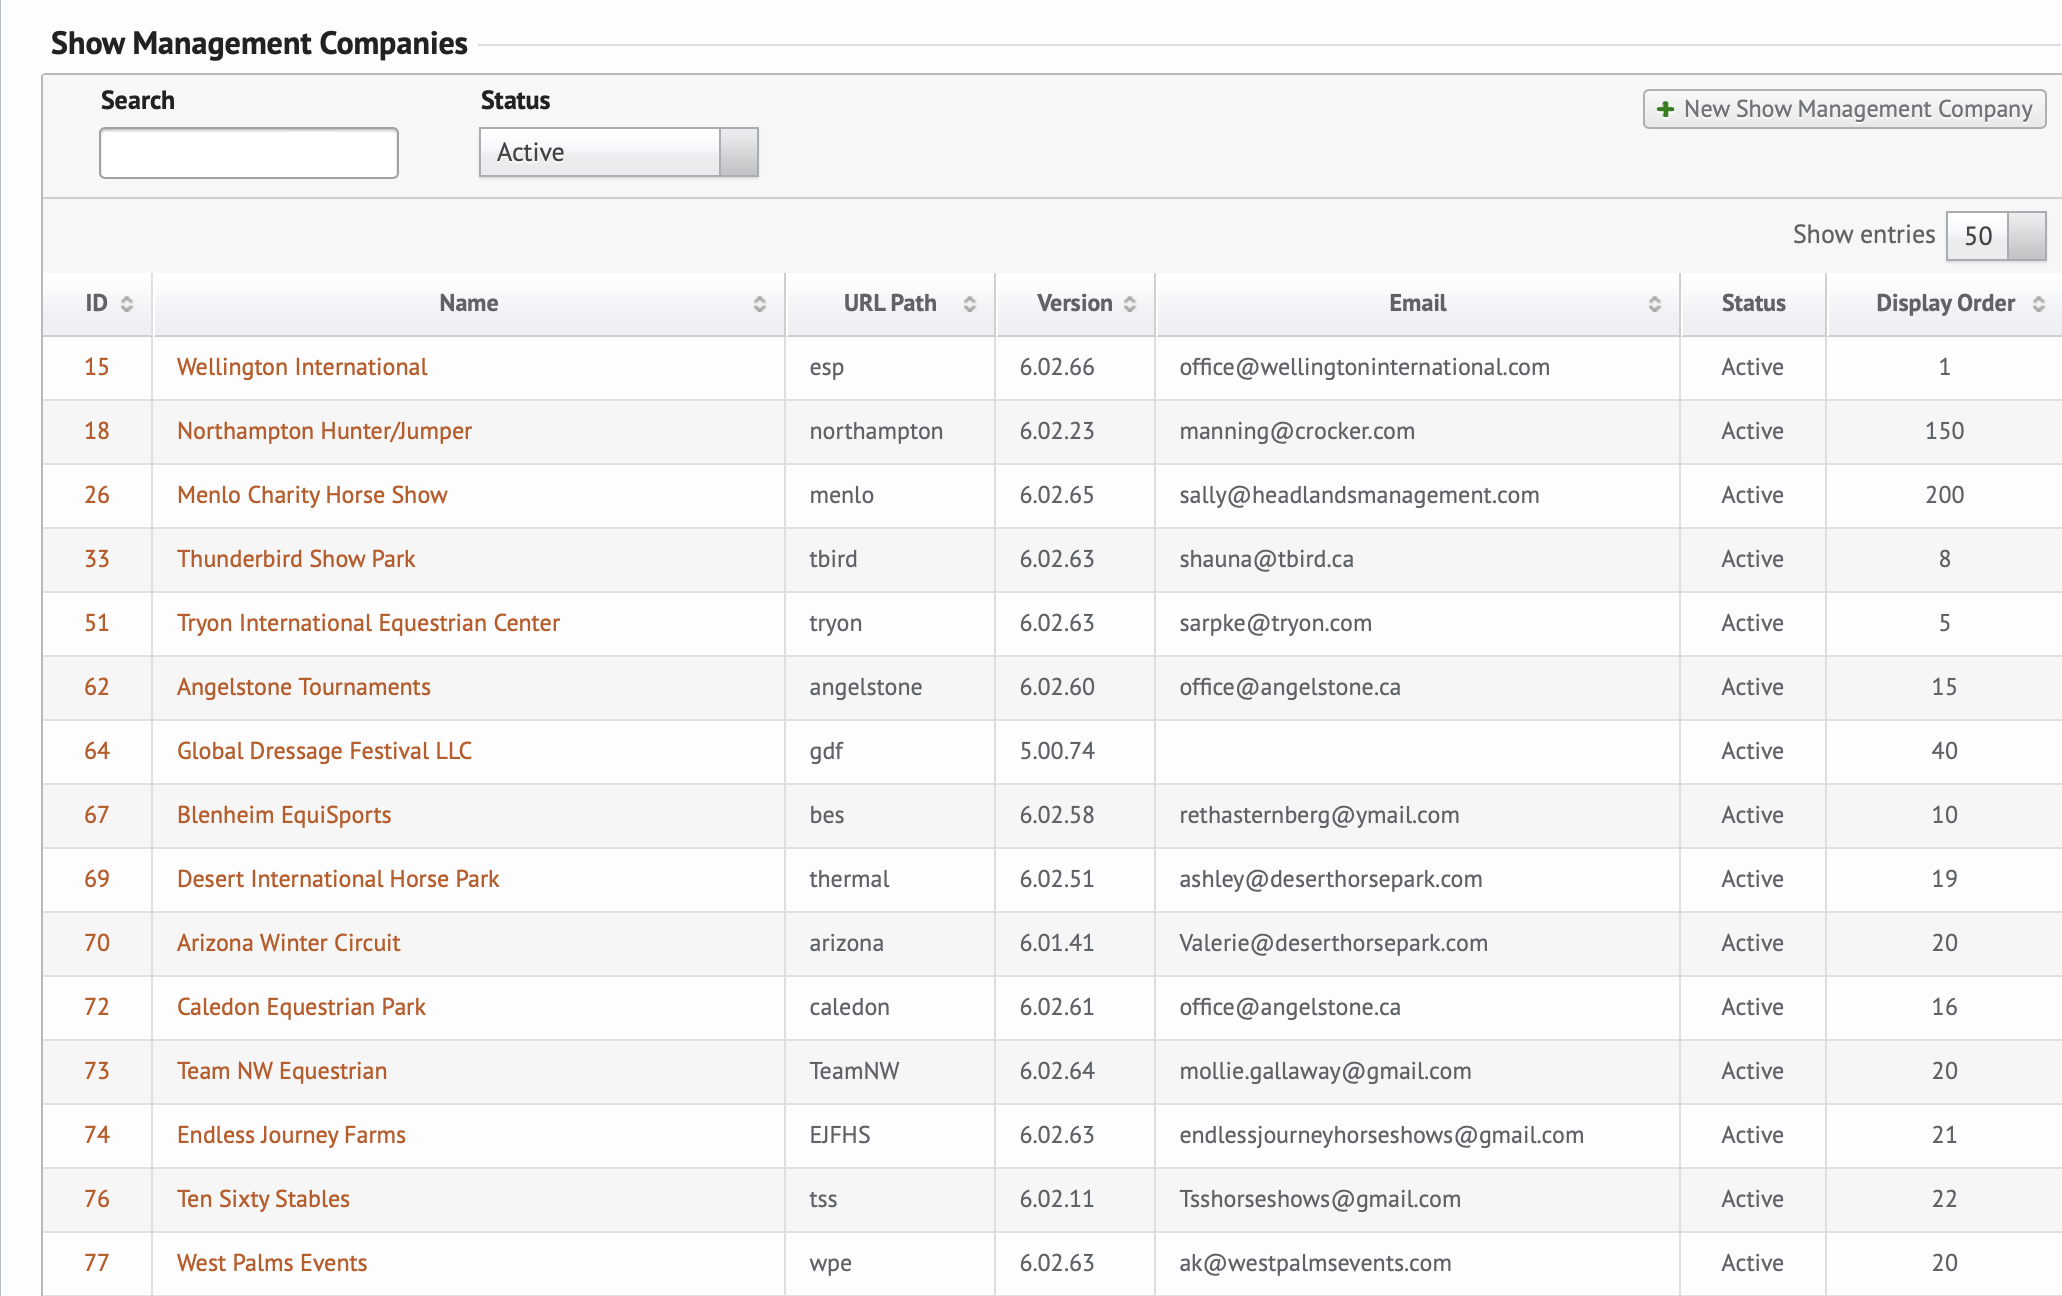 Show Management Companies
Search Status
Active
New Show Management Company
Show entries 50
ID Name URL Path Version Email Status Display Order
15 Wellington International esp 6.02.66 office@wellingtoninternational.com Active 1
18 Northampton Hunter/Jumper northampton 6.02.23 manning@crocker.com Active 150
26 Menlo Charity Horse Show menlo 6.02.65 sally@headlandsmanagement.com Active 200
33 Thunderbird Show Park tbird 6.02.63 shauna@tbird.ca Active 8
51 Tryon International Equestrian Center tryon 6.02.63 sarpke@tryon.com Active 5
62 Angelstone Tournaments angelstone 6.02.60 office@angelstone.ca Active 15
64 Global Dressage Festival LLC gdf 5.00.74 Active 40
67 Blenheim EquiSports bes 6.02.58 rethasternberg@ymail.com Active 10
69 Desert International Horse Park thermal 6.02.51 ashley@deserthorsepark.com Active 19
70 Arizona Winter Circuit arizona 6.01.41 Valerie@deserthorsepark.com Active 20
72 Caledon Equestrian Park caledon 6.02.61 office@angelstone.ca Active 16
73 Team NW Equestrian TeamNW 6.02.64 mollie.gallaway@gmail.com Active 20
74 Endless Journey Farms EJFHS 6.02.63 endlessjourneyhorseshows@gmail.com Active 21
76 Ten Sixty Stables tss 6.02.11 Tsshorseshows@gmail.com Active 22
77 West Palms Events wpe 6.02.63 ak@westpalmsevents.com Active 20